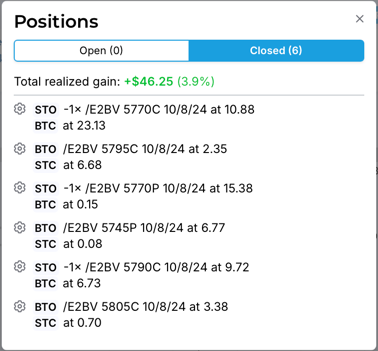 Positions
Open (0)
Closed (6)
Total realized gain: +$46.25 (3.9%)
STO -1× /E2BV 5770C 10/8/24 at 10.88
BTC at 23.13
BTO /E2BV 5795C 10/8/24 at 2.35
STC at 6.68
STO -1× /E2BV 5770P 10/8/24 at 15.38
BTC at 0.15
BTO /E2BV 5745P 10/8/24 at 6.77
STC at 0.08
STO -1× /E2BV 5790C 10/8/24 at 9.72
BTC at 6.73
BTO /E2BV 5805C 10/8/24 at 3.38
STC at 0.70